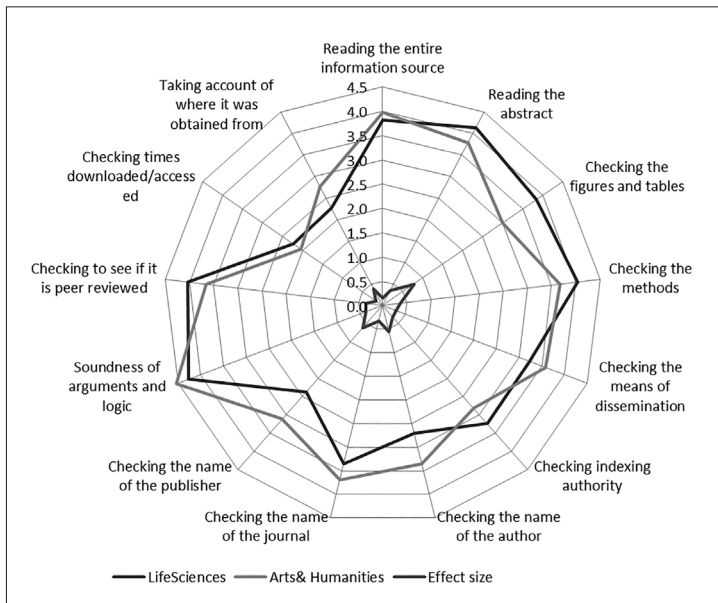 Reading the entire
information source
Reading the
abstract
Checking the
figures and tables
Checking the
methods
Checking the
means of
dissemination
Checking indexing
authority
Checking the name
of the author
Checking the name
of the journal
Checking the name
of the publisher
Soundness of
arguments and
logic
Checking to see if it
is peer reviewed
Checking times
downloaded/access
ed
Taking account of
where it was
obtained from
4.5
4.0
3.5
3.0
2.5
2.0
1.5
1.0
0.5
0.0
LifeSciences
Arts& Humanities
Effect size